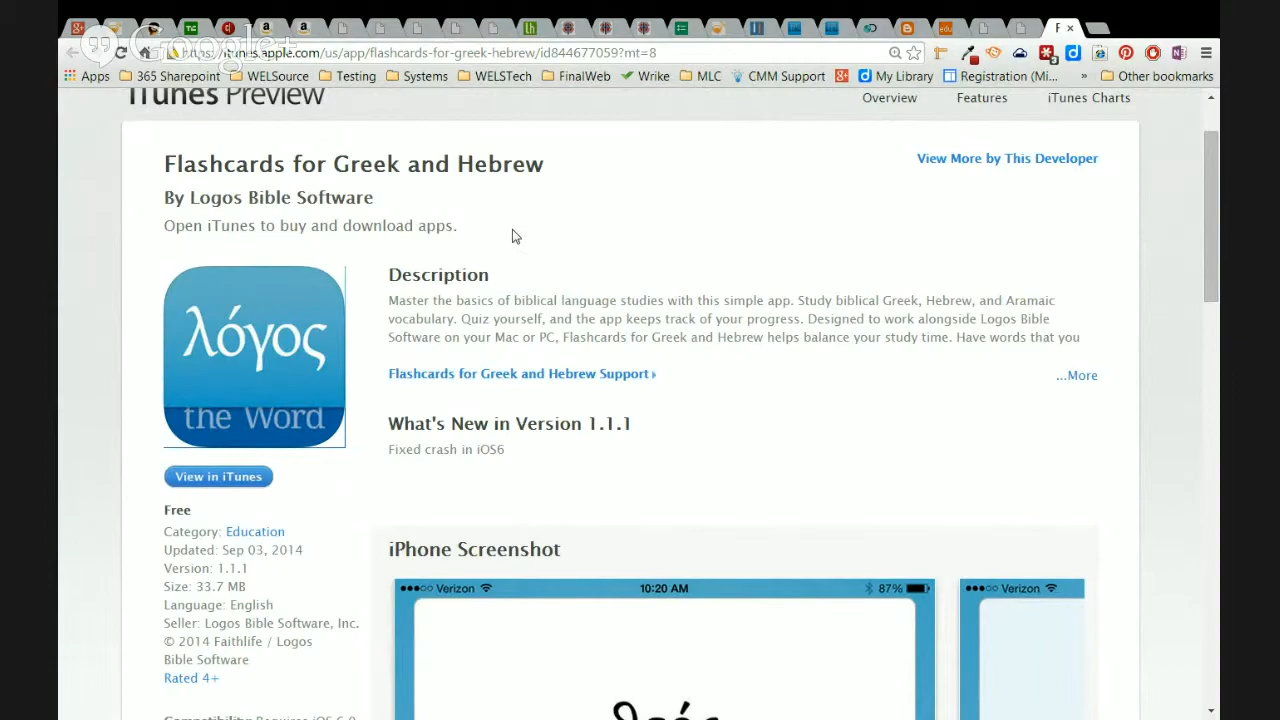 F ×
https://itunes.apple.com/us/app/flashcards-for-greek-hebrew/id844677059?mt=8
Google+
Apps 365 Sharepoint WELSource Testing Systems WELSTech FinalWeb Wrike MLC CMM Support My Library Registration (Mi... » Other bookmarks
iTunes Preview
Overview Features iTunes Charts
Flashcards for Greek and Hebrew
View More by This Developer
By Logos Bible Software
Open iTunes to buy and download apps.
λόγος
the Word
Description
Master the basics of biblical language studies with this simple app. Study biblical Greek, Hebrew, and Aramaic
vocabulary. Quiz yourself, and the app keeps track of your progress. Designed to work alongside Logos Bible
Software on your Mac or PC, Flashcards for Greek and Hebrew helps balance your study time. Have words that you
Flashcards for Greek and Hebrew Support
...More
What's New in Version 1.1.1
Fixed crash in iOS6
View in iTunes
Free
Category: Education
Updated: Sep 03, 2014
Version: 1.1.1
Size: 33.7 MB
Language: English
Seller: Logos Bible Software, Inc.
© 2014 Faithlife / Logos
Bible Software
Rated 4+
Compatibility: Requires iOS 6.0
iPhone Screenshot
Verizon 10:20 AM 87%
Verizon